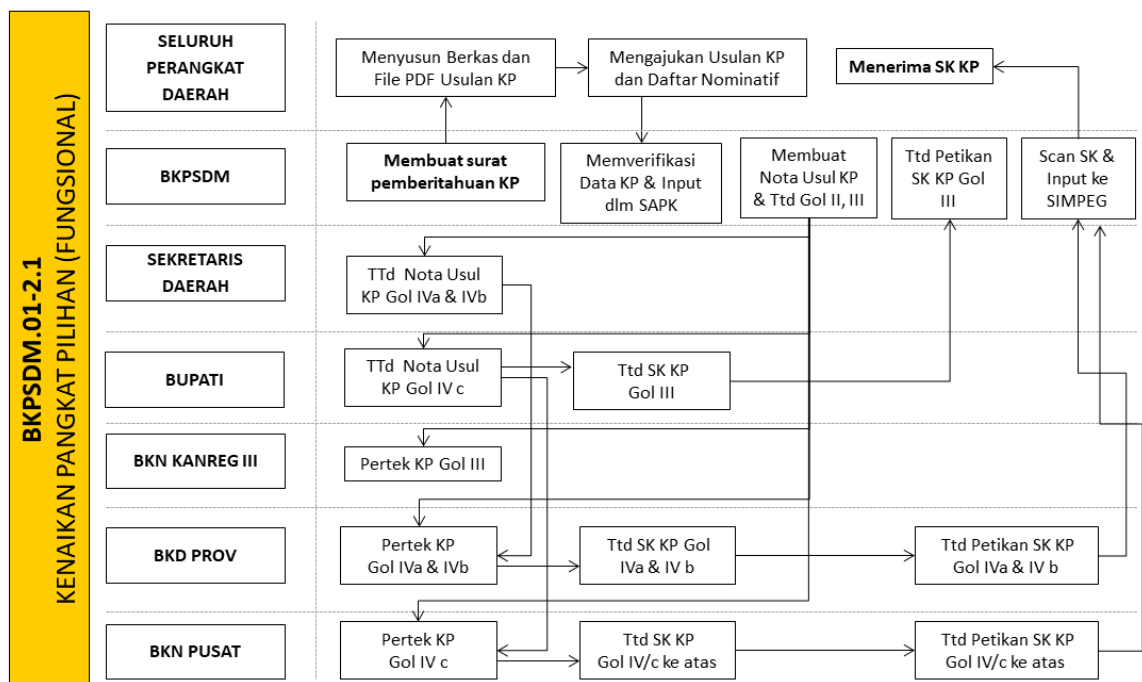 BKPSDM.01-2.1
KENAIKAN PANGKAT PILIHAN (FUNGSIONAL)
SELURUH
PERANGKAT
DAERAH
Menyusun Berkas dan
File PDF Usulan KP
Mengajukan Usulan KP
dan Daftar Nominatif
Menerima SK KP
BKPSDM
Membuat surat
pemberitahuan KP
Memverifikasi
Data KP & Input
dlm SAPK
Membuat
Nota Usul KP
& Ttd Gol II, III
Ttd Petikan
SK KP Gol
III
Scan SK &
Input ke
SIMPEG
SEKRETARIS
DAERAH
TTd Nota Usul
KP Gol IVa & IVb
BUPATI
TTd Nota Usul
KP Gol IV c
Ttd SK KP
Gol III
BKN KANREG III
Pertek KP Gol III
BKD PROV
Pertek KP
Gol IVa & IVb
Ttd SK KP Gol
IVa & IV b
Ttd Petikan SK KP
Gol IVa & IV b
BKN PUSAT
Pertek KP
Gol IV c
Ttd SK KP
Gol IV/c ke atas
Ttd Petikan SK KP
Gol IV/c ke atas